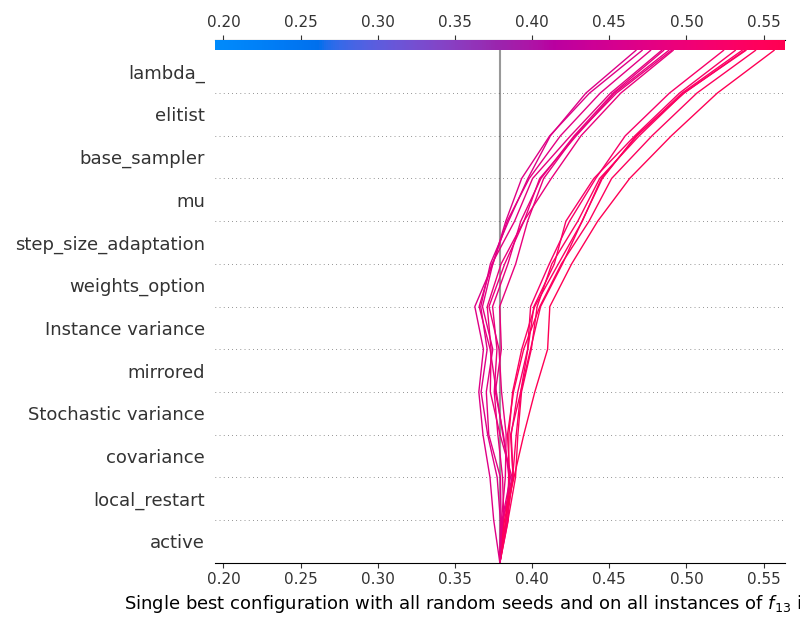 0.20 0.25 0.30 0.35 0.40 0.45 0.50 0.55
lambda_
elitist
base_sampler
mu
step_size_adaptation
weights_option
Instance variance
mirrored
Stochastic variance
covariance
local_restart
active
0.20 0.25 0.30 0.35 0.40 0.45 0.50 0.55
Single best configuration with all random seeds and on all instances of f13 i